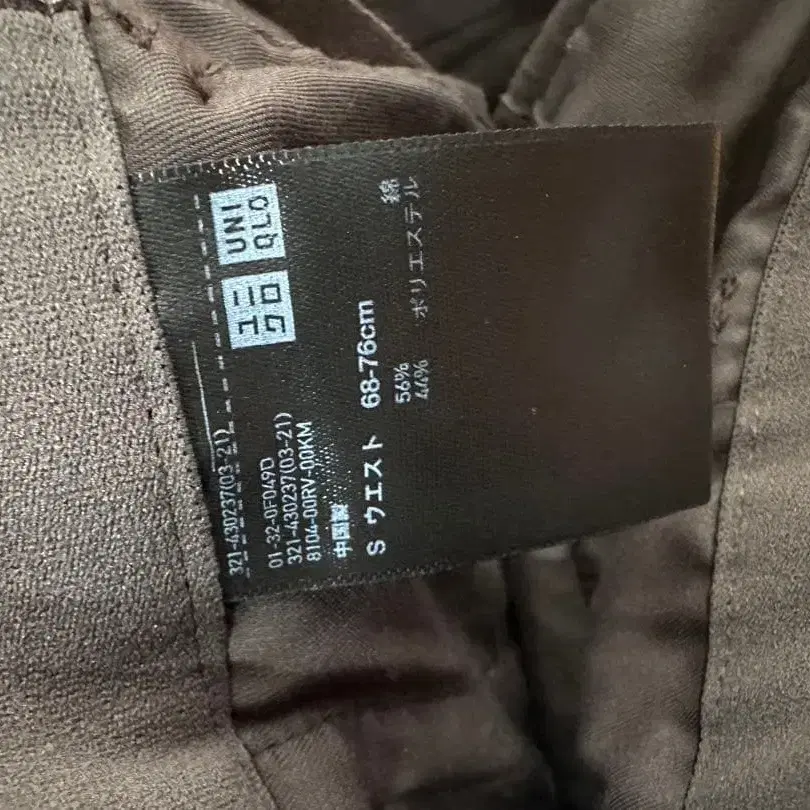 321-430237(03-21)
ユニ
クロ
UNI
QLO
01-32-0F049D
321-430237(03-21)
8104-00RV-00KM
中国製
S ウエスト 68-76cm
56% 綿
44% ポリエステル